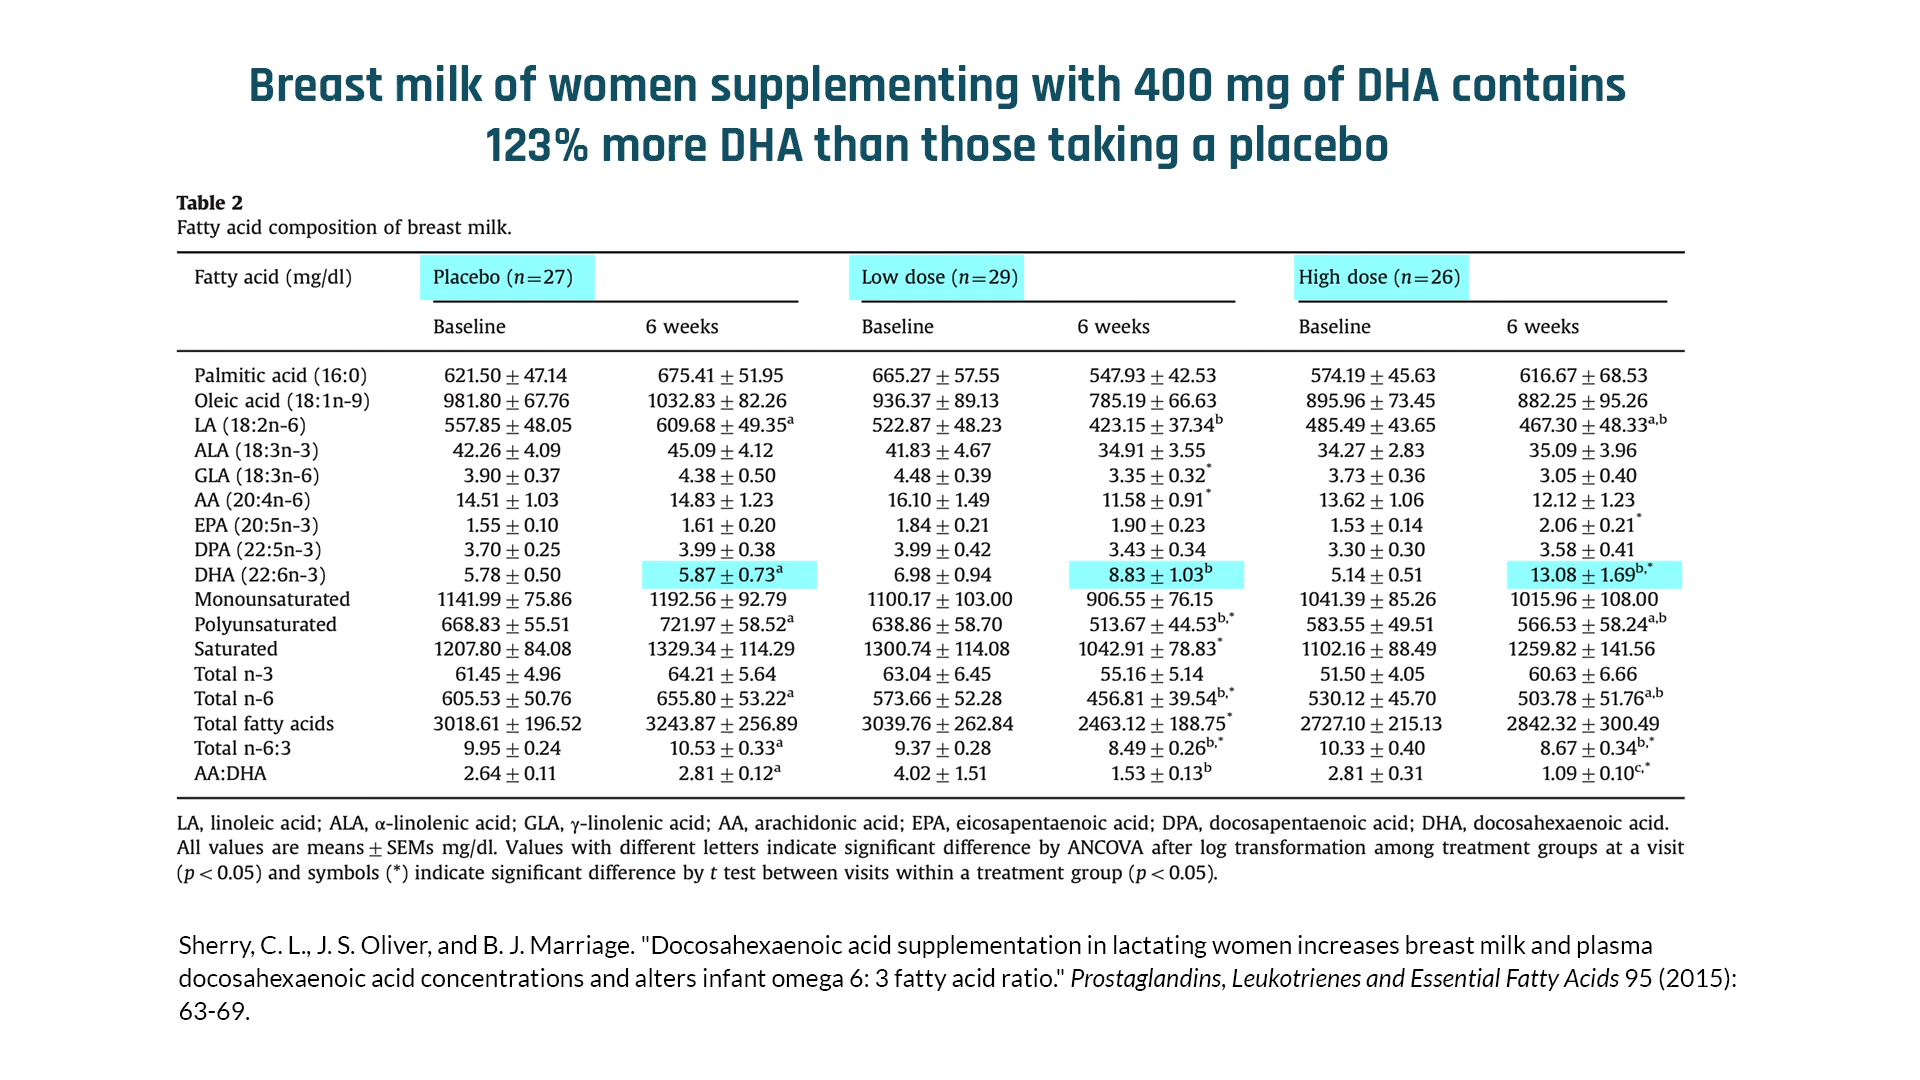 Breast milk of women supplementing with 400 mg of DHA contains
123% more DHA than those taking a placebo
Table 2
Fatty acid composition of breast milk.
Fatty acid (mg/dl) Placebo (n=27) Low dose (n=29) High dose (n=26)
Baseline 6 weeks Baseline 6 weeks Baseline 6 weeks
Palmitic acid (16:0) 621.50 ± 47.14 675.41 ± 51.95 665.27 ± 57.55 547.93 ± 42.53 574.19 ± 45.63 616.67 ± 68.53
Oleic acid (18:1n-9) 981.80 ± 67.76 1032.83 ± 82.26 936.37 ± 89.13 785.19 ± 66.63 895.96 ± 73.45 882.25 ± 95.26
LA (18:2n-6) 557.85 ± 48.05 609.68 ± 49.35a 522.87 ± 48.23 423.15 ± 37.34b 485.49 ± 43.65 467.30 ± 48.33a,b
ALA (18:3n-3) 42.26 ± 4.09 45.09 ± 4.12 41.83 ± 4.67 34.91 ± 3.55 34.27 ± 2.83 35.09 ± 3.96
GLA (18:3n-6) 3.90 ± 0.37 4.38 ± 0.50 4.48 ± 0.39 3.35 ± 0.32* 3.73 ± 0.36 3.05 ± 0.40
AA (20:4n-6) 14.51 ± 1.03 14.83 ± 1.23 16.10 ± 1.49 11.58 ± 0.91* 13.62 ± 1.06 12.12 ± 1.23
EPA (20:5n-3) 1.55 ± 0.10 1.61 ± 0.20 1.84 ± 0.21 1.90 ± 0.23 1.53 ± 0.14 2.06 ± 0.21*
DPA (22:5n-3) 3.70 ± 0.25 3.99 ± 0.38 3.99 ± 0.42 3.43 ± 0.34 3.30 ± 0.30 3.58 ± 0.41
DHA (22:6n-3) 5.78 ± 0.50 5.87 ± 0.73a 6.98 ± 0.94 8.83 ± 1.03b 5.14 ± 0.51 13.08 ± 1.69b,*
Monounsaturated 1141.99 ± 75.86 1192.56 ± 92.79 1100.17 ± 103.00 906.55 ± 76.15 1041.39 ± 85.26 1015.96 ± 108.00
Polyunsaturated 668.83 ± 55.51 721.97 ± 58.52a 638.86 ± 58.70 513.67 ± 44.53b,* 583.55 ± 49.51 566.53 ± 58.24a,b
Saturated 1207.80 ± 84.08 1329.34 ± 114.29 1300.74 ± 114.08 1042.91 ± 78.83* 1102.16 ± 88.49 1259.82 ± 141.56
Total n-3 61.45 ± 4.96 64.21 ± 5.64 63.04 ± 6.45 55.16 ± 5.14 51.50 ± 4.05 60.63 ± 6.66
Total n-6 605.53 ± 50.76 655.80 ± 53.22a 573.66 ± 52.28 456.81 ± 39.54b,* 530.12 ± 45.70 503.78 ± 51.76a,b
Total fatty acids 3018.61 ± 196.52 3243.87 ± 256.89 3039.76 ± 262.84 2463.12 ± 188.75* 2727.10 ± 215.13 2842.32 ± 300.49
Total n-6:3 9.95 ± 0.24 10.53 ± 0.33a 9.37 ± 0.28 8.49 ± 0.26b,* 10.33 ± 0.40 8.67 ± 0.34b,*
AA:DHA 2.64 ± 0.11 2.81 ± 0.12a 4.02 ± 1.51 1.53 ± 0.13b 2.81 ± 0.31 1.09 ± 0.10c,*
LA, linoleic acid; ALA, α-linolenic acid; GLA, γ-linolenic acid; AA, arachidonic acid; EPA, eicosapentaenoic acid; DPA, docosapentaenoic acid; DHA, docosahexaenoic acid.
All values are means ± SEMs mg/dl. Values with different letters indicate significant difference by ANCOVA after log transformation among treatment groups at a visit
(p < 0.05) and symbols (*) indicate significant difference by t test between visits within a treatment group (p < 0.05).
Sherry, C. L., J. S. Oliver, and B. J. Marriage. "Docosahexaenoic acid supplementation in lactating women increases breast milk and plasma
docosahexaenoic acid concentrations and alters infant omega 6: 3 fatty acid ratio." Prostaglandins, Leukotrienes and Essential Fatty Acids 95 (2015):
63-69.